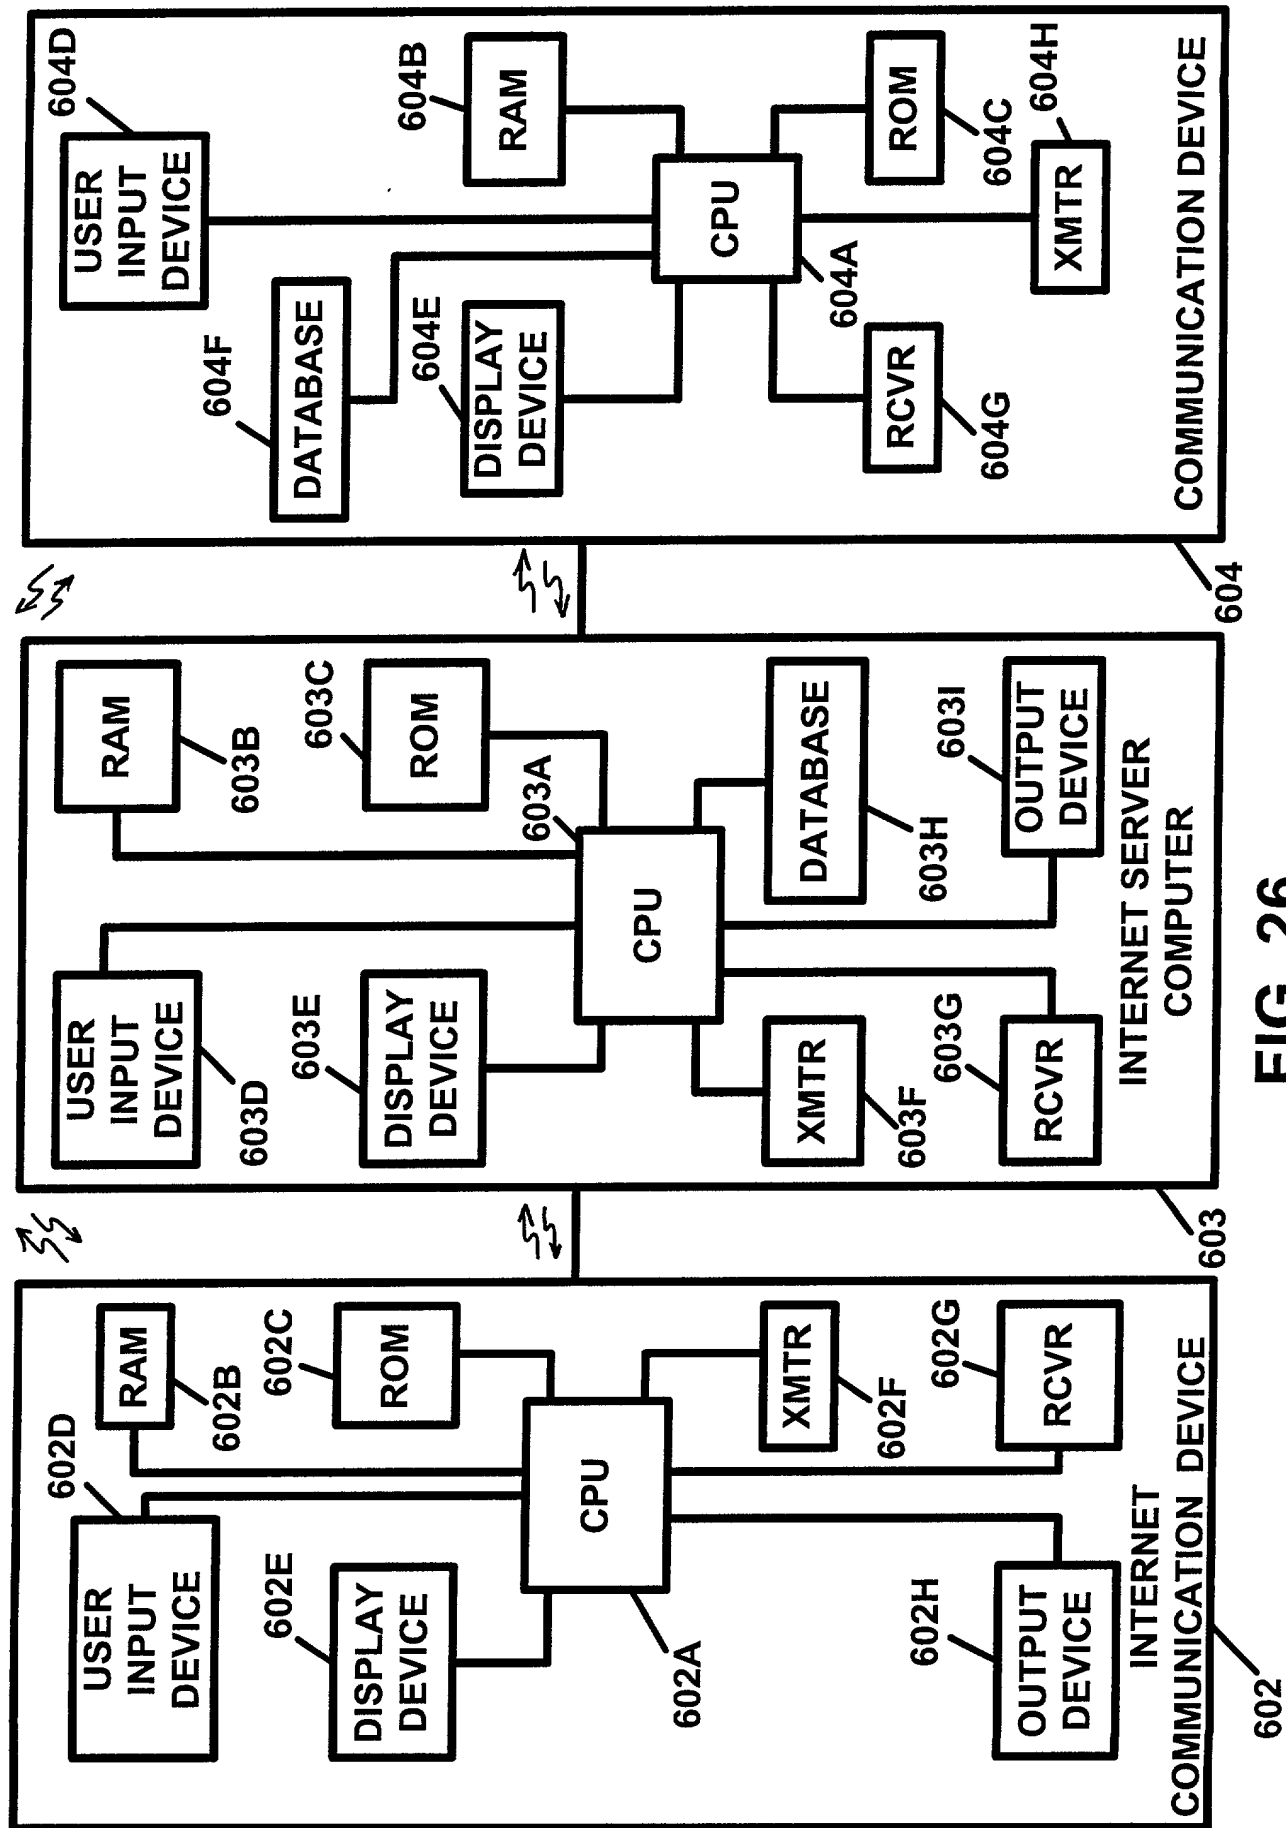 USER
INPUT
DEVICE
602D
RAM
602B
602C
ROM
602E
DISPLAY
DEVICE
CPU
602A
XMTR
602F
602G
RCVR
602H
OUTPUT
DEVICE
INTERNET
COMMUNICATION DEVICE
602
USER
INPUT
DEVICE
603D
RAM
603B
603C
ROM
603E
DISPLAY
DEVICE
603A
CPU
XMTR
603F
603G
RCVR
DATABASE
603H
603I
OUTPUT
DEVICE
INTERNET SERVER
COMPUTER
603
604D
USER
INPUT
DEVICE
604F
DATABASE
604E
DISPLAY
DEVICE
604B
RAM
CPU
604A
RCVR
604G
ROM
604C
604H
XMTR
COMMUNICATION DEVICE
604
FIG. 26